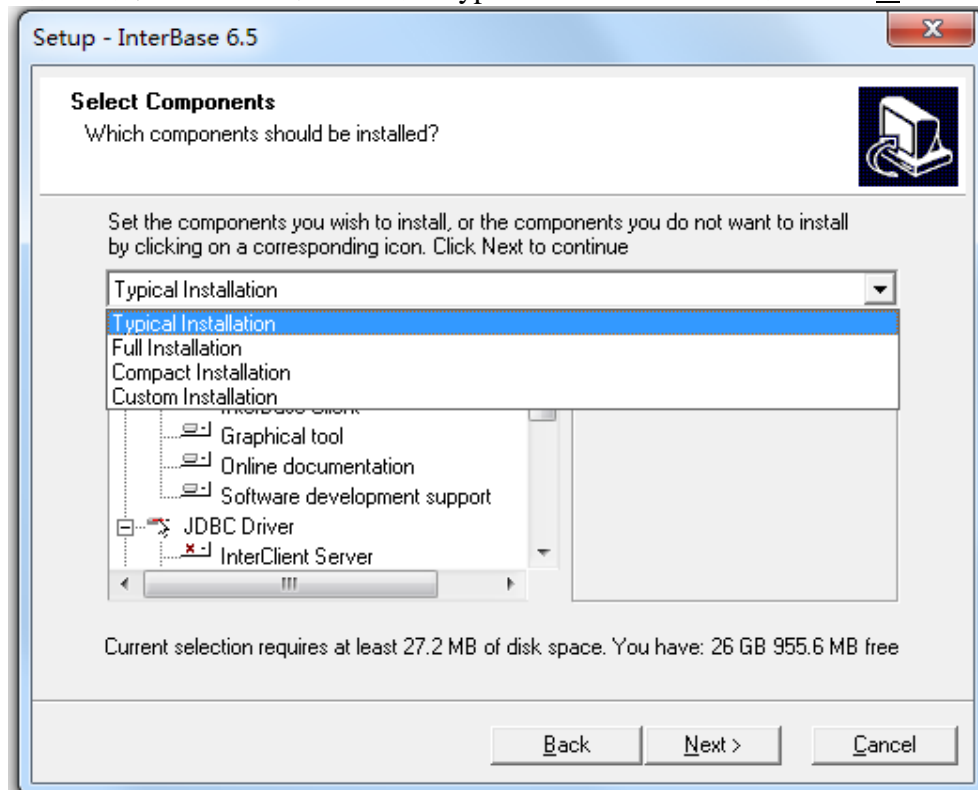 Setup - InterBase 6.5
Select Components
Which components should be installed?
Set the components you wish to install, or the components you do not want to install
by clicking on a corresponding icon. Click Next to continue
Typical Installation
Typical Installation
Full Installation
Compact Installation
Custom Installation
InterBase Client
Graphical tool
Online documentation
Software development support
JDBC Driver
InterClient Server
Current selection requires at least 27.2 MB of disk space. You have: 26 GB 955.6 MB free
Back
Next >
Cancel